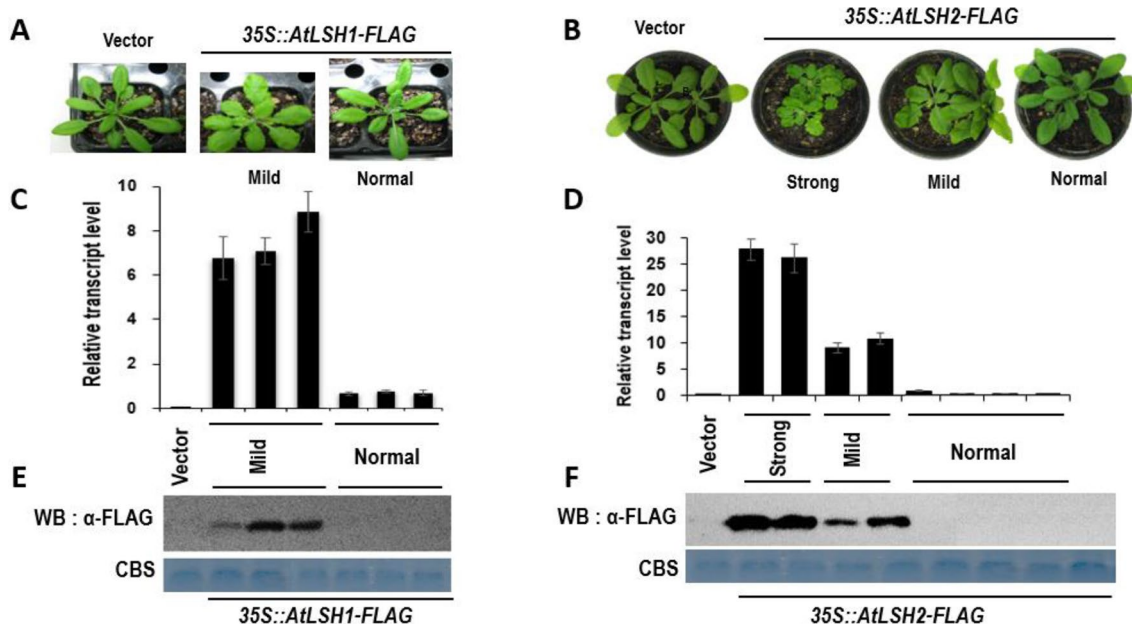 A
Vector
35S::AtLSH1-FLAG
Mild
Normal
B
Vector
35S::AtLSH2-FLAG
Strong
Mild
Normal
C
Relative transcript level
10
8
6
4
2
0
Vector
Mild
Normal
D
Relative transcript level
30
25
20
15
10
5
0
Vector
Strong
Mild
Normal
E
WB : α-FLAG
CBS
35S::AtLSH1-FLAG
F
WB : α-FLAG
CBS
35S::AtLSH2-FLAG